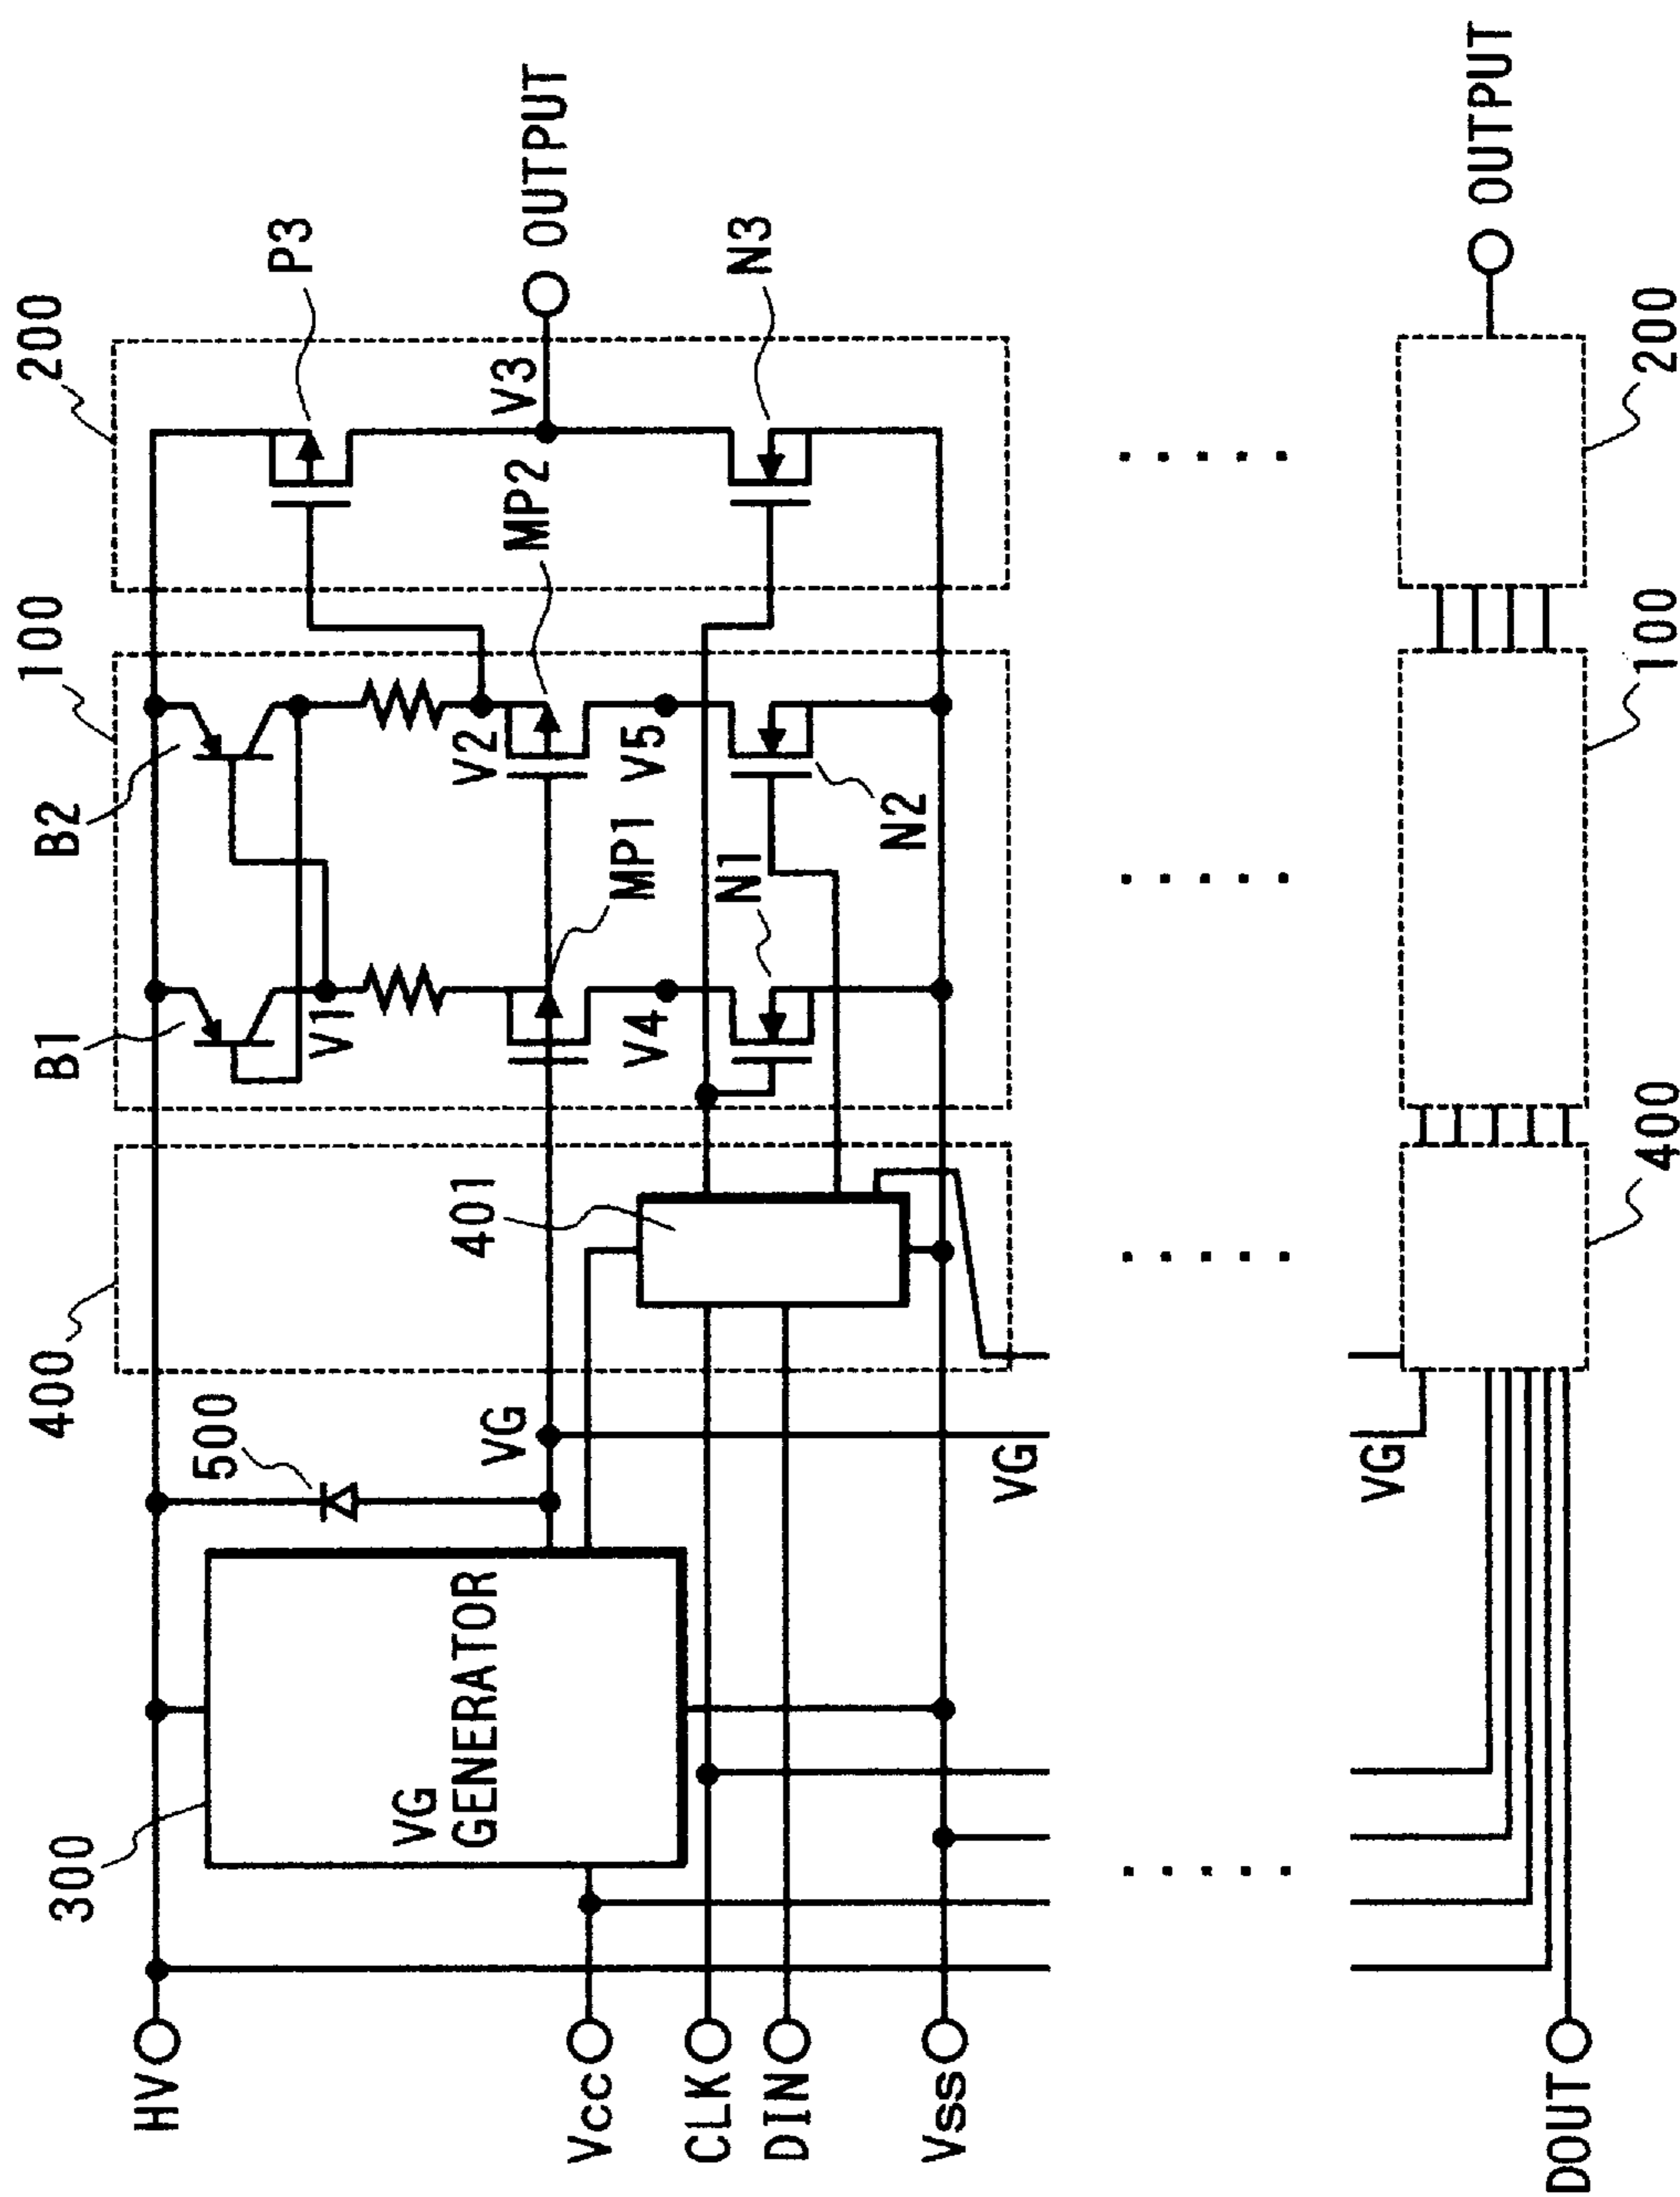 200
100
400
300
HV
VG
GENERATOR
500
VG
401
B1
B2
V1
V2
V4
V5
MP1
MP2
N1
N2
P3
V3
N3
OUTPUT
Vcc
CLK
DIN
Vss
VG
VG
DOUT
400
100
200
OUTPUT